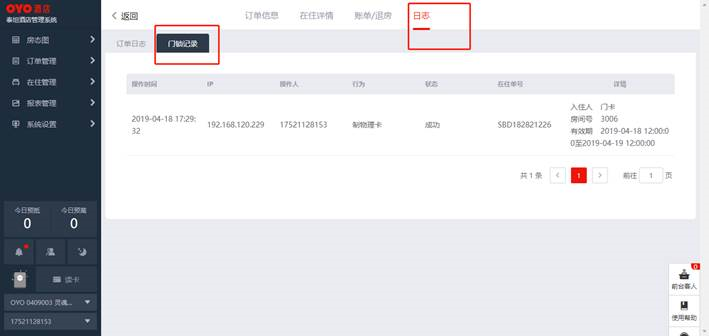 OYO酒店
泰坦酒店管理系统
返回
订单信息
在住详情
账单/退房
日志
房态图
订单管理
在住管理
报表管理
系统设置
订单日志
门锁记录
操作时间
IP
操作人
行为
状态
在住单号
详情
2019-04-18 17:29:
32
192.168.120.229
17521128153
制物理卡
成功
SBD182821226
入住人 门卡
房间号 3006
有效期 2019-04-18 12:00:0
0至2019-04-19 12:00:00
共 1 条
1
前往 1 页
今日预抵
0
今日预离
0
读卡
OYO 0409003 灵魂...
17521128153
0
前台客人
使用帮助